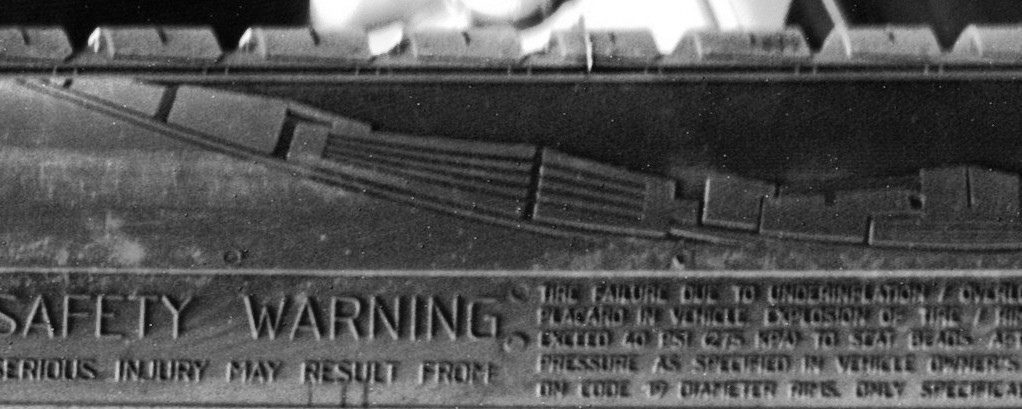 SAFETY WARNING
SERIOUS INJURY MAY RESULT FROM
TIRE FAILURE DUE TO UNDERINFLATION / OVERLO
PLACARD IN VEHICLE. EXPLOSION OF TIRE / RIM
EXCEED 40 PSI (275 KPA) TO SEAT BEADS.
PRESSURE AS SPECIFIED IN VEHICLE OWNER'S
ON CODE 19 DIAMETER RIMS. ONLY SPECIFICA